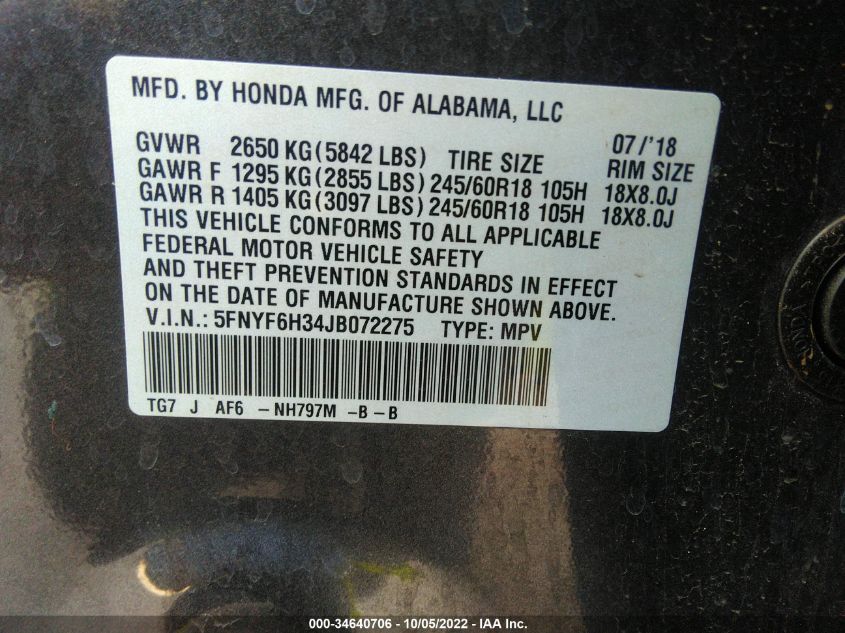 MFD. BY HONDA MFG. OF ALABAMA, LLC
GVWR 2650 KG(5842 LBS) TIRE SIZE 07/'18 RIM SIZE
GAWR F 1295 KG(2855 LBS) 245/60R18 105H 18X8.0J
GAWR R 1405 KG(3097 LBS) 245/60R18 105H 18X8.0J
THIS VEHICLE CONFORMS TO ALL APPLICABLE
FEDERAL MOTOR VEHICLE SAFETY
AND THEFT PREVENTION STANDARDS IN EFFECT
ON THE DATE OF MANUFACTURE SHOWN ABOVE.
V.I.N.: 5FNYF6H34JB072275 TYPE: MPV
TG7 J AF6 -NH797M -B-B
000-34640706 - 10/05/2022 - IAA Inc.